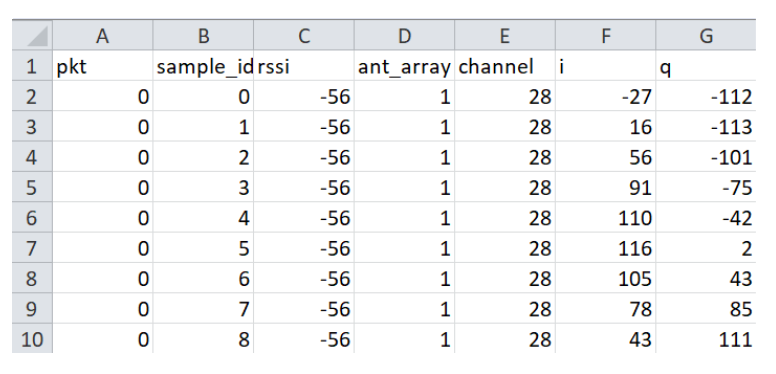 A B C D E F G
1 pkt sample_id rssi ant_array channel i q
2 0 0 -56 1 28 -27 -112
3 0 1 -56 1 28 16 -113
4 0 2 -56 1 28 56 -101
5 0 3 -56 1 28 91 -75
6 0 4 -56 1 28 110 -42
7 0 5 -56 1 28 116 2
8 0 6 -56 1 28 105 43
9 0 7 -56 1 28 78 85
10 0 8 -56 1 28 43 111